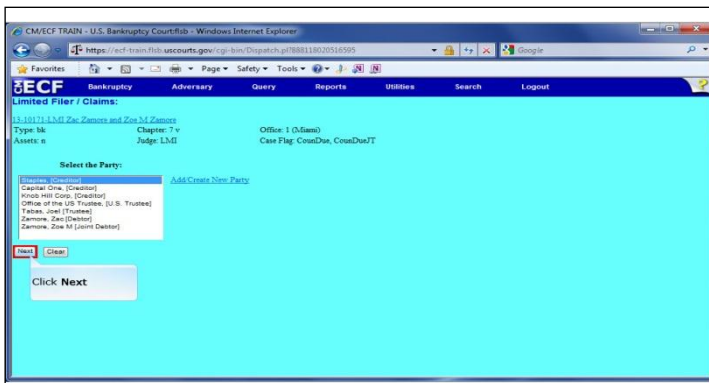 CM/ECF TRAIN - U.S. Bankruptcy Court:flsb - Windows Internet Explorer
https://ecf-train.flsb.uscourts.gov/cgi-bin/Dispatch.pl?888118020516595
Google
Favorites Page Safety Tools
ECF Bankruptcy Adversary Query Reports Utilities Search Logout ?
Limited Filer / Claims:
13-10171-LMI Zac Zamore and Zoe M Zamore
Type: bk Chapter: 7 v Office: 1 (Miami)
Assets: n Judge: LMI Case Flag: CounDue, CounDueJT
Select the Party:
Staples, [Creditor] Add/Create New Party
Capital One, [Creditor]
Knob Hill Corp, [Creditor]
Office of the US Trustee, [U.S. Trustee]
Tabas, Joel [Trustee]
Zamore, Zac [Debtor]
Zamore, Zoe M [Joint Debtor]
Next Clear
Click Next